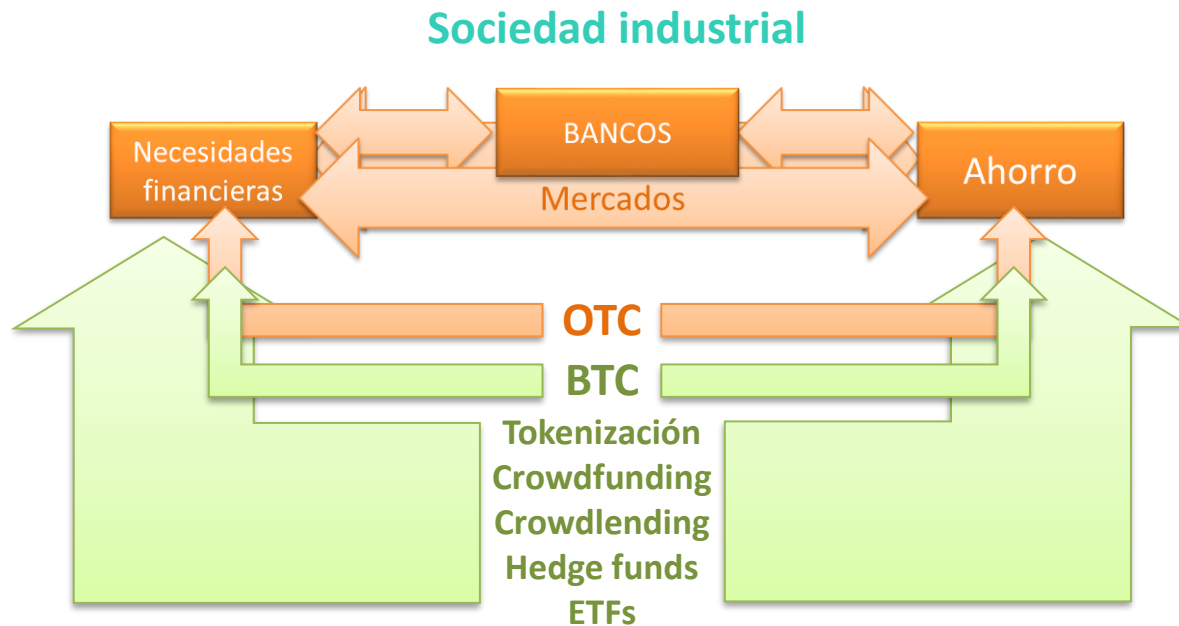 Sociedad industrial
BANCOS
Necesidades
financieras
Ahorro
Mercados
OTC
BTC
Tokenización
Crowdfunding
Crowdlending
Hedge funds
ETFs